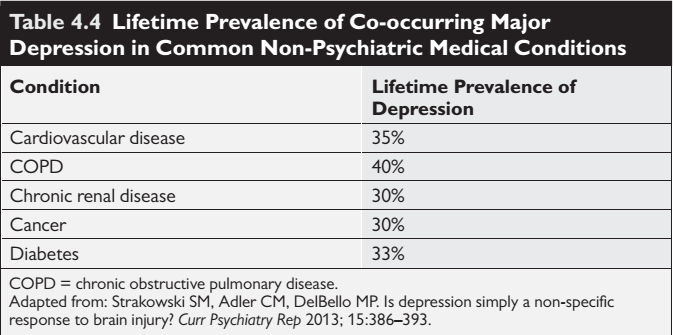 Table 4.4 Lifetime Prevalence of Co-occurring Major
Depression in Common Non-Psychiatric Medical Conditions
Condition Lifetime Prevalence of
Depression
Cardiovascular disease 35%
COPD 40%
Chronic renal disease 30%
Cancer 30%
Diabetes 33%
COPD = chronic obstructive pulmonary disease.
Adapted from: Strakowski SM, Adler CM, DelBello MP. Is depression simply a non-specific
response to brain injury? Curr Psychiatry Rep 2013; 15:386–393.